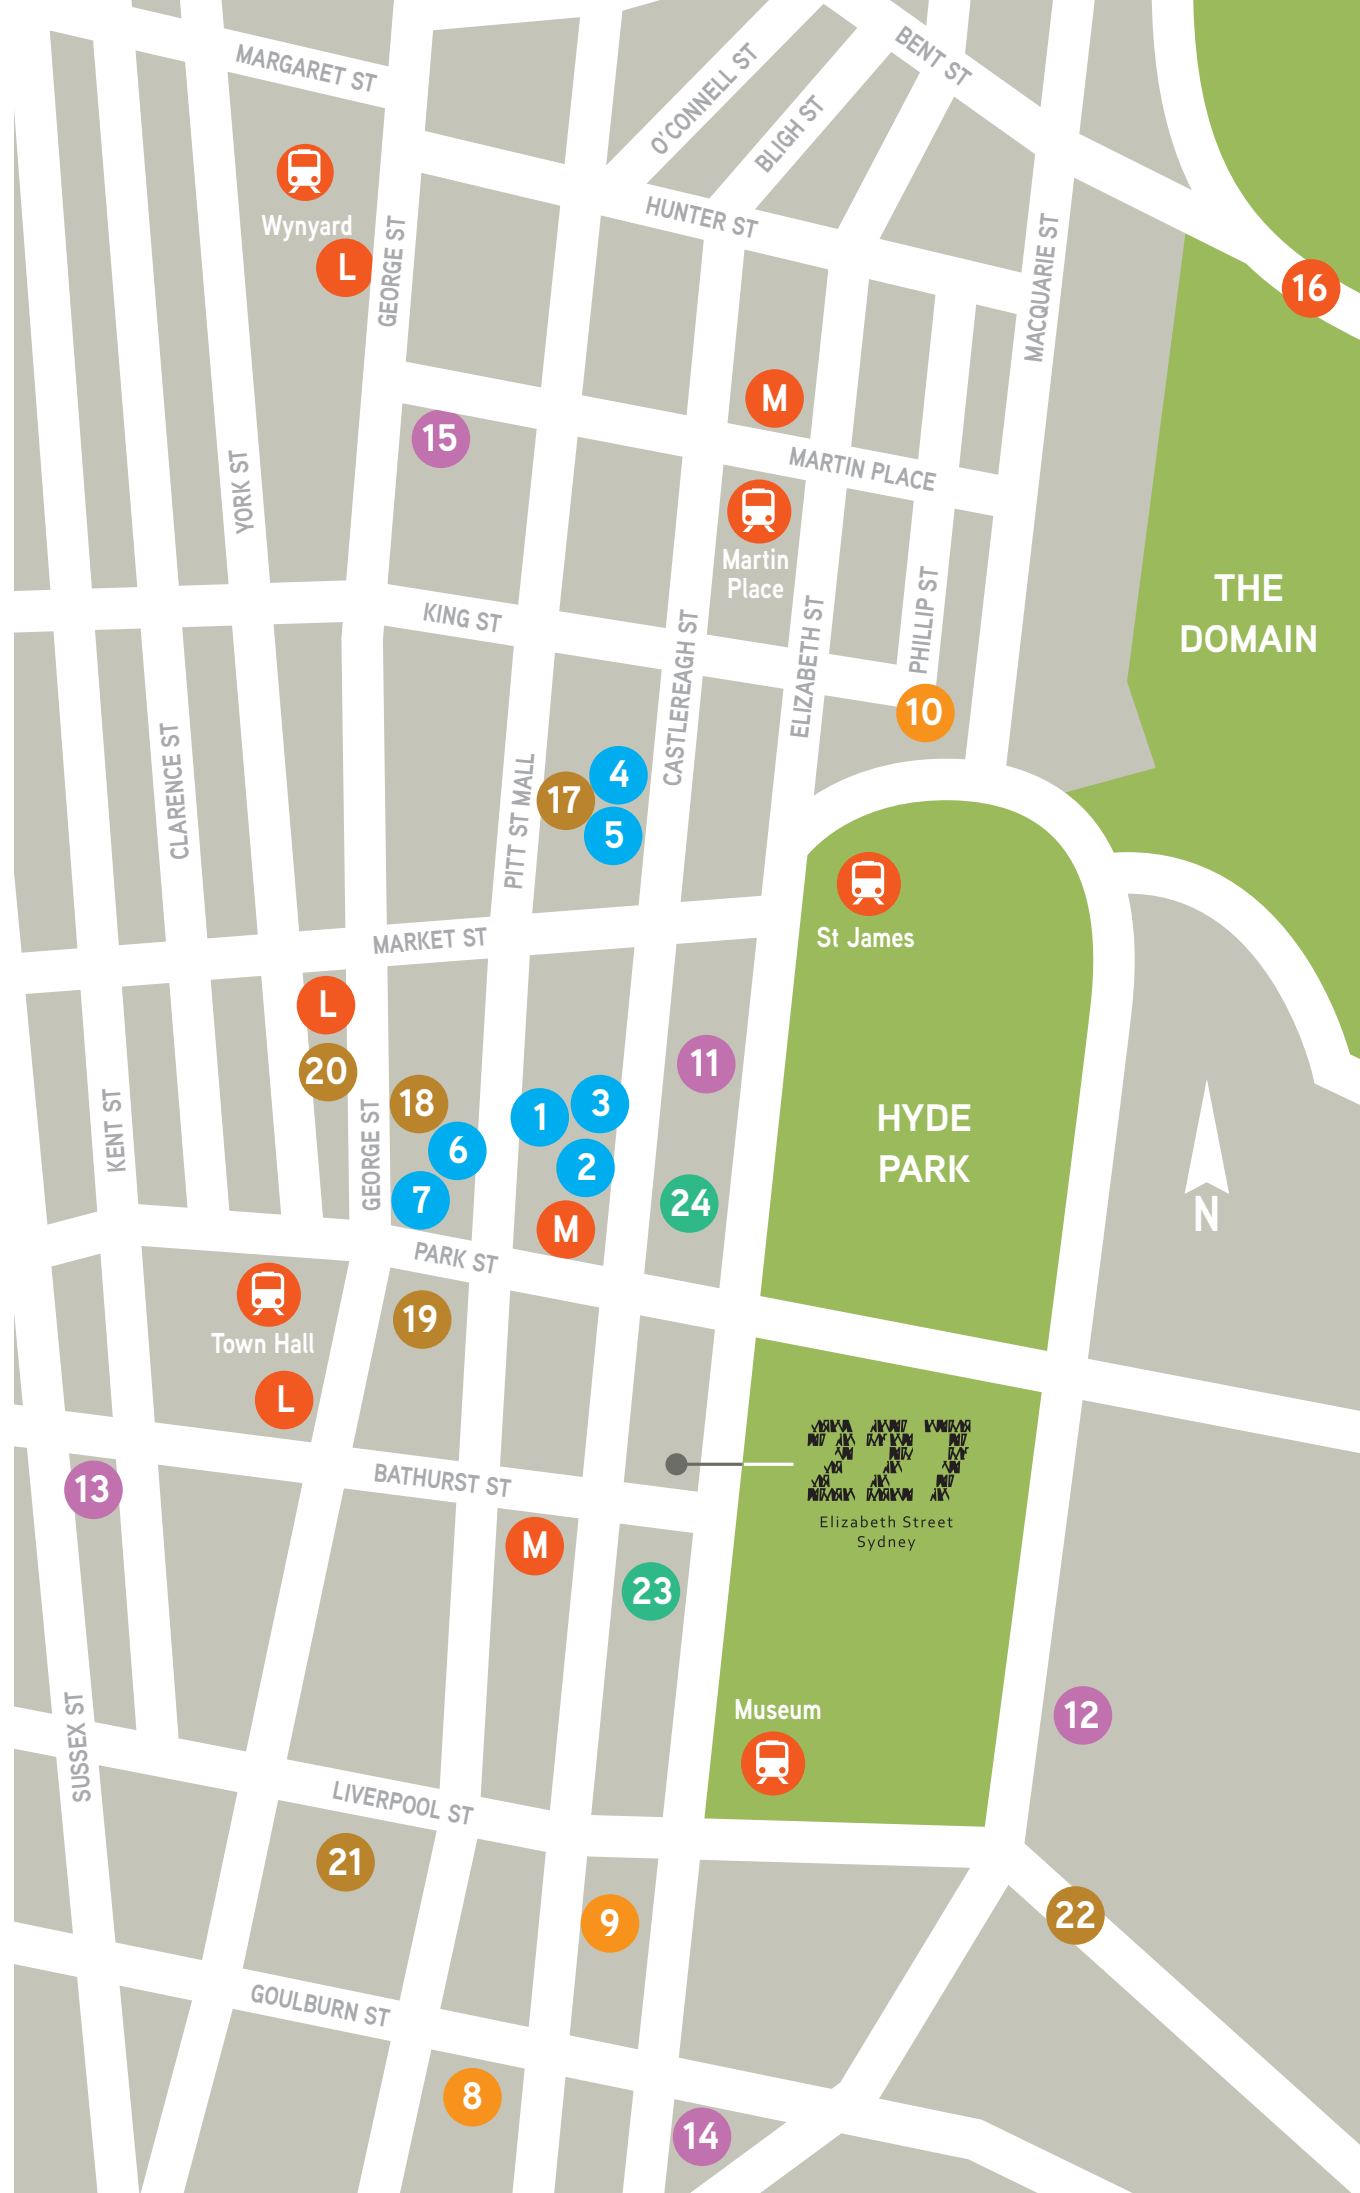 MARGARET ST
O'CONNELL ST
BENT ST
BLIGH ST
Wynyard
L
GEORGE ST
HUNTER ST
MACQUARIE ST
16
M
15
MARTIN PLACE
YORK ST
Martin
Place
KING ST
CASTLEREAGH ST
ELIZABETH ST
PHILLIP ST
THE
DOMAIN
10
CLARENCE ST
PITT ST MALL
4
17
5
MARKET ST
St James
L
20
11
KENT ST
GEORGE ST
18
1
3
6
2
7
24
M
HYDE
PARK
N
PARK ST
Town Hall
19
L
13
BATHURST ST
227
Elizabeth Street
Sydney
M
23
SUSSEX ST
Museum
12
LIVERPOOL ST
21
9
22
GOULBURN ST
8
14